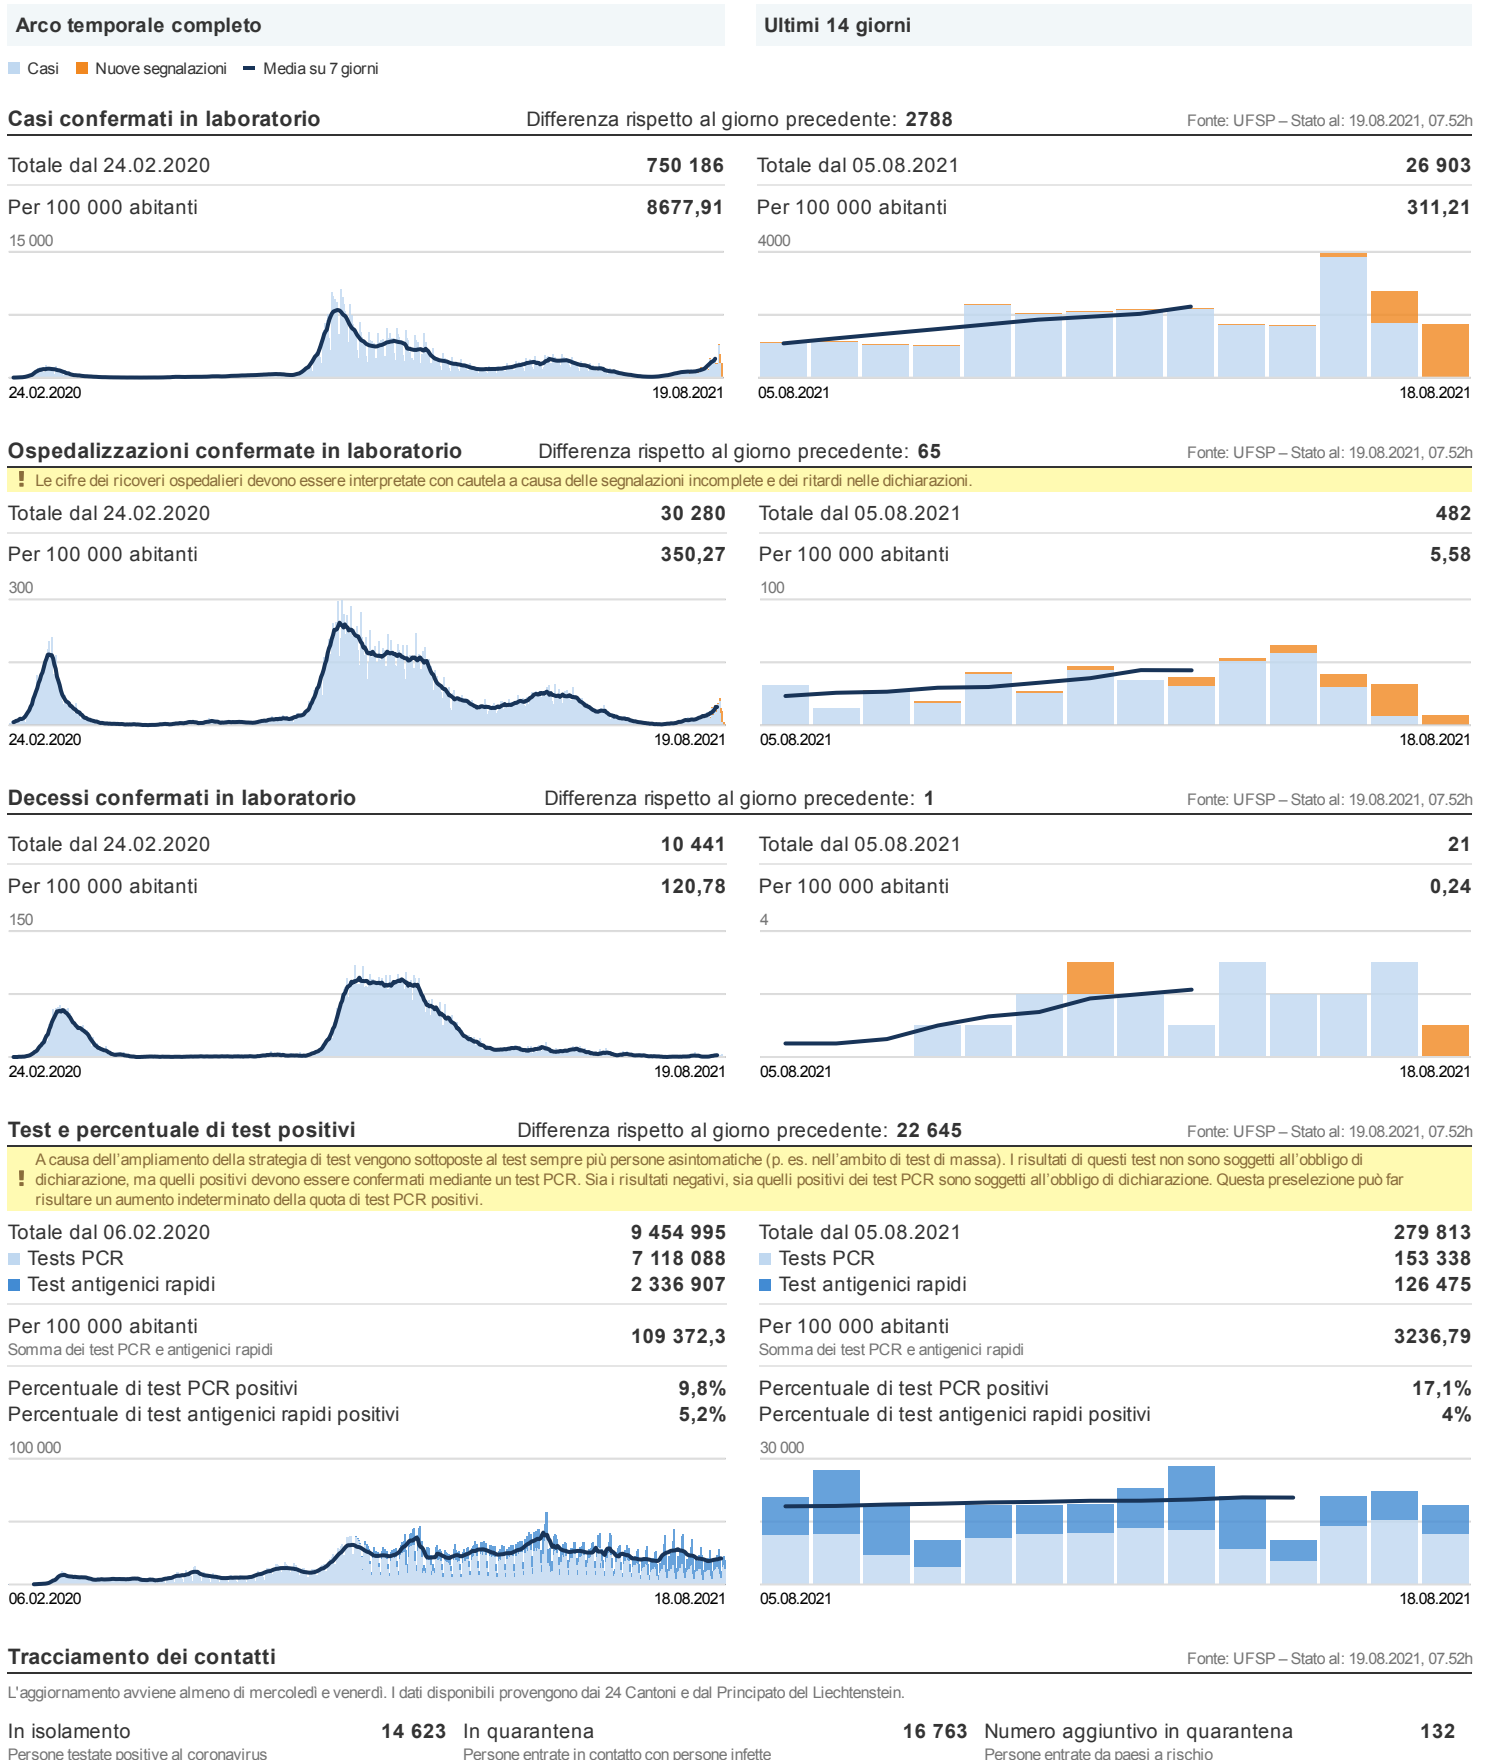 Arco temporale completo
Ultimi 14 giorni
Casi Nuove segnalazioni Media su 7 giorni
Casi confermati in laboratorio Differenza rispetto al giorno precedente: 2788 Fonte: UFSP – Stato al: 19.08.2021, 07.52h
Totale dal 24.02.2020 750 186
Per 100 000 abitanti 8677,91
15 000
24.02.2020 19.08.2021
Totale dal 05.08.2021 26 903
Per 100 000 abitanti 311,21
4000
05.08.2021 18.08.2021
Ospedalizzazioni confermate in laboratorio Differenza rispetto al giorno precedente: 65 Fonte: UFSP – Stato al: 19.08.2021, 07.52h
! Le cifre dei ricoveri ospedalieri devono essere interpretate con cautela a causa delle segnalazioni incomplete e dei ritardi nelle dichiarazioni.
Totale dal 24.02.2020 30 280
Per 100 000 abitanti 350,27
300
24.02.2020 19.08.2021
Totale dal 05.08.2021 482
Per 100 000 abitanti 5,58
100
05.08.2021 18.08.2021
Decessi confermati in laboratorio Differenza rispetto al giorno precedente: 1 Fonte: UFSP – Stato al: 19.08.2021, 07.52h
Totale dal 24.02.2020 10 441
Per 100 000 abitanti 120,78
150
24.02.2020 19.08.2021
Totale dal 05.08.2021 21
Per 100 000 abitanti 0,24
4
05.08.2021 18.08.2021
Test e percentuale di test positivi Differenza rispetto al giorno precedente: 22 645 Fonte: UFSP – Stato al: 19.08.2021, 07.52h
A causa dell'ampliamento della strategia di test vengono sottoposte al test sempre più persone asintomatiche (p. es. nell'ambito di test di massa). I risultati di questi test non sono soggetti all'obbligo di
! dichiarazione, ma quelli positivi devono essere confermati mediante un test PCR. Sia i risultati negativi, sia quelli positivi dei test PCR sono soggetti all'obbligo di dichiarazione. Questa preselezione può far
risultare un aumento indeterminato della quota di test PCR positivi.
Totale dal 06.02.2020 9 454 995
Tests PCR 7 118 088
Test antigenici rapidi 2 336 907
Per 100 000 abitanti 109 372,3
Somma dei test PCR e antigenici rapidi
Percentuale di test PCR positivi 9,8%
Percentuale di test antigenici rapidi positivi 5,2%
100 000
06.02.2020 18.08.2021
Totale dal 05.08.2021 279 813
Tests PCR 153 338
Test antigenici rapidi 126 475
Per 100 000 abitanti 3236,79
Somma dei test PCR e antigenici rapidi
Percentuale di test PCR positivi 17,1%
Percentuale di test antigenici rapidi positivi 4%
30 000
05.08.2021 18.08.2021
Tracciamento dei contatti Fonte: UFSP – Stato al: 19.08.2021, 07.52h
L'aggiornamento avviene almeno di mercoledì e venerdì. I dati disponibili provengono dai 24 Cantoni e dal Principato del Liechtenstein.
In isolamento 14 623 In quarantena 16 763 Numero aggiuntivo in quarantena 132
Persone testate positive al coronavirus Persone entrate in contatto con persone infette Persone entrate da paesi a rischio